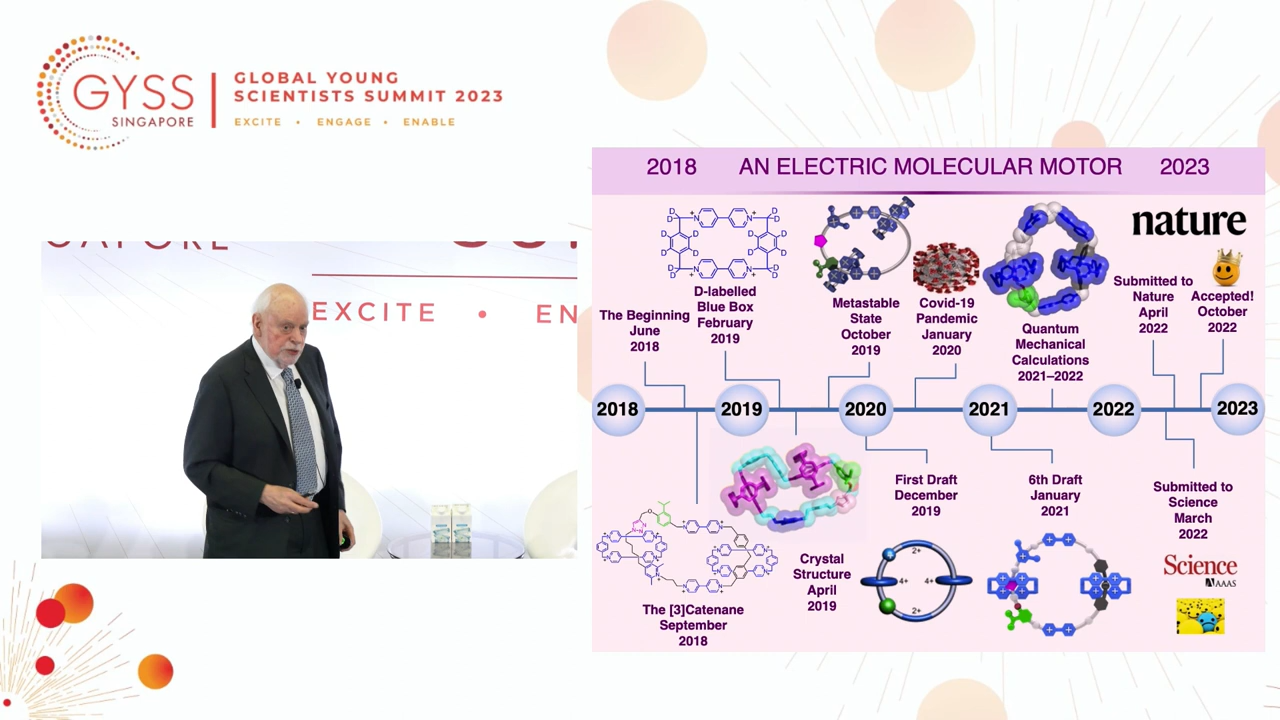 GYSS
SINGAPORE
GLOBAL YOUNG
SCIENTISTS SUMMIT 2023
EXCITE • ENGAGE • ENABLE
EXCITE • EN
2018 AN ELECTRIC MOLECULAR MOTOR 2023
The Beginning
June
2018
D-labelled
Blue Box
February
2019
Metastable
State
October
2019
Covid-19
Pandemic
January
2020
Quantum
Mechanical
Calculations
2021–2022
nature
Submitted to
Nature
April
2022
Accepted!
October
2022
2018 2019 2020 2021 2022 2023
The [3]Catenane
September
2018
Crystal
Structure
April
2019
First Draft
December
2019
2+
4+ 4+
2+
6th Draft
January
2021
Submitted to
Science
March
2022
Science
AAAS